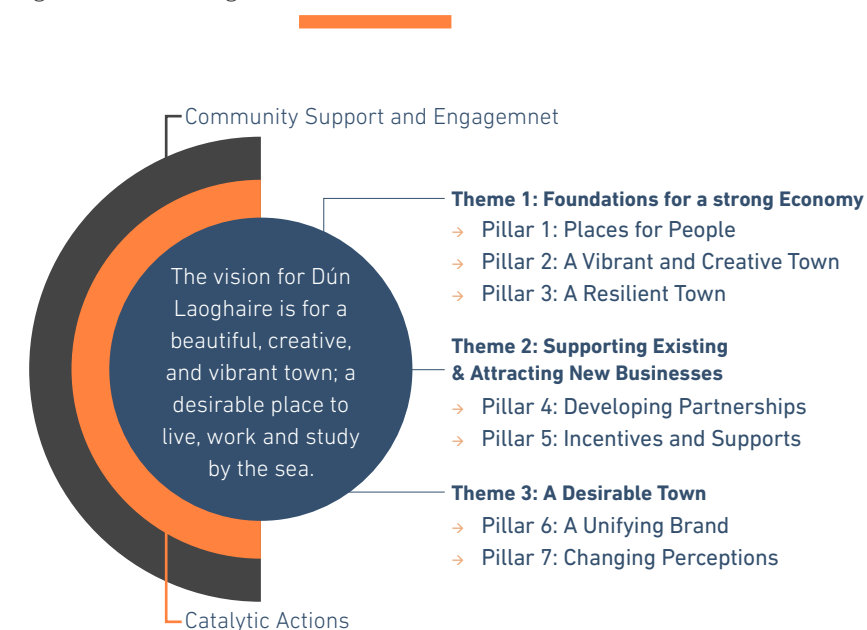 Community Support and Engagemnet
The vision for Dún
Laoghaire is for a
beautiful, creative,
and vibrant town; a
desirable place to
live, work and study
by the sea.
Theme 1: Foundations for a strong Economy
→ Pillar 1: Places for People
→ Pillar 2: A Vibrant and Creative Town
→ Pillar 3: A Resilient Town
Theme 2: Supporting Existing
& Attracting New Businesses
→ Pillar 4: Developing Partnerships
→ Pillar 5: Incentives and Supports
Theme 3: A Desirable Town
→ Pillar 6: A Unifying Brand
→ Pillar 7: Changing Perceptions
Catalytic Actions